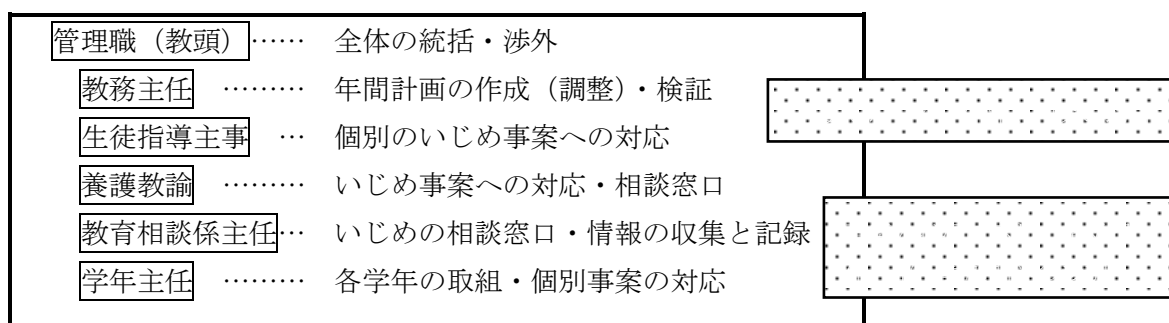 管理職（教頭）…… 全体の統括・渉外
教務主任 ……… 年間計画の作成（調整）・検証
生徒指導主事 … 個別のいじめ事案への対応
養護教諭 ……… いじめ事案への対応・相談窓口
教育相談係主任… いじめの相談窓口・情報の収集と記録
学年主任 ……… 各学年の取組・個別事案の対応